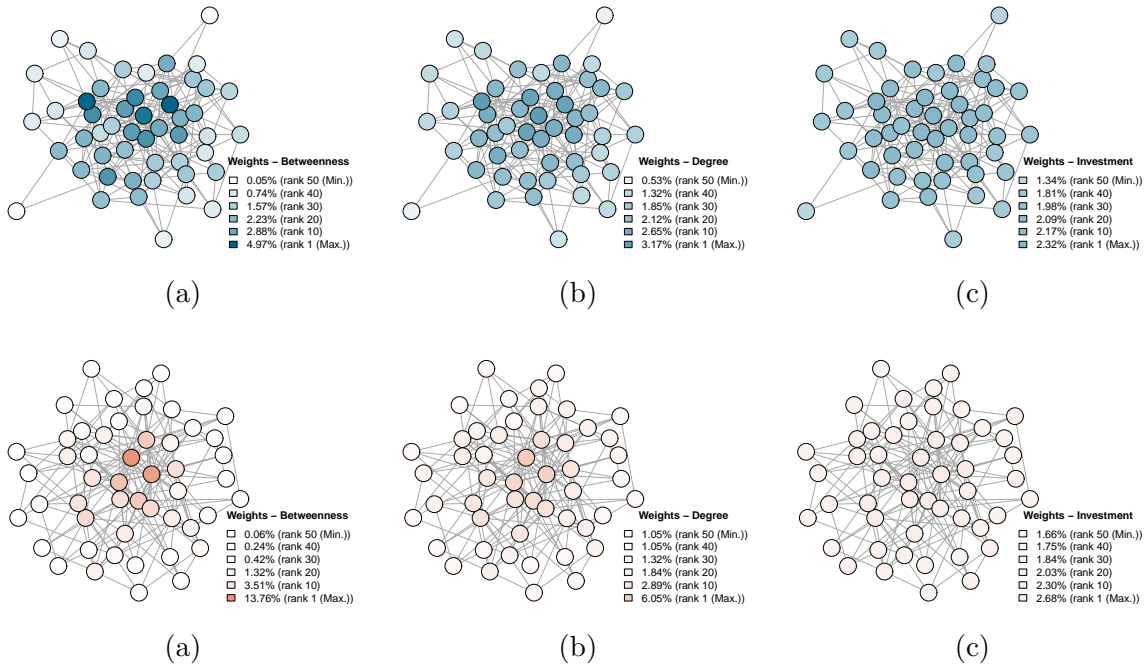 Weights – Betweenness
0.05% (rank 50 (Min.))
0.74% (rank 40)
1.57% (rank 30)
2.23% (rank 20)
2.88% (rank 10)
4.97% (rank 1 (Max.))
(a)
Weights – Degree
0.53% (rank 50 (Min.))
1.32% (rank 40)
1.85% (rank 30)
2.12% (rank 20)
2.65% (rank 10)
3.17% (rank 1 (Max.))
(b)
Weights – Investment
1.34% (rank 50 (Min.))
1.81% (rank 40)
1.98% (rank 30)
2.09% (rank 20)
2.17% (rank 10)
2.32% (rank 1 (Max.))
(c)
Weights – Betweenness
0.06% (rank 50 (Min.))
0.24% (rank 40)
0.42% (rank 30)
1.32% (rank 20)
3.51% (rank 10)
13.76% (rank 1 (Max.))
(a)
Weights – Degree
1.05% (rank 50 (Min.))
1.05% (rank 40)
1.32% (rank 30)
1.84% (rank 20)
2.89% (rank 10)
6.05% (rank 1 (Max.))
(b)
Weights – Investment
1.66% (rank 50 (Min.))
1.75% (rank 40)
1.84% (rank 30)
2.03% (rank 20)
2.30% (rank 10)
2.68% (rank 1 (Max.))
(c)